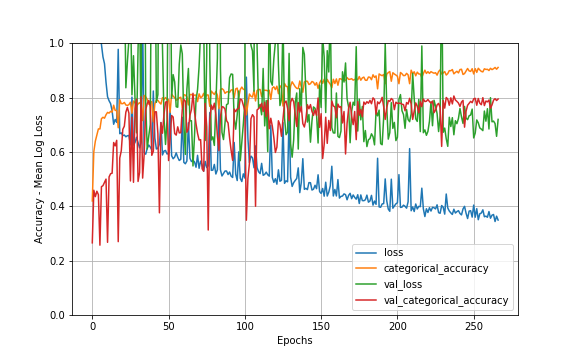 1.0
0.8
0.6
0.4
0.2
0.0
Accuracy - Mean Log Loss
0 50 100 150 200 250
Epochs
loss
categorical_accuracy
val_loss
val_categorical_accuracy